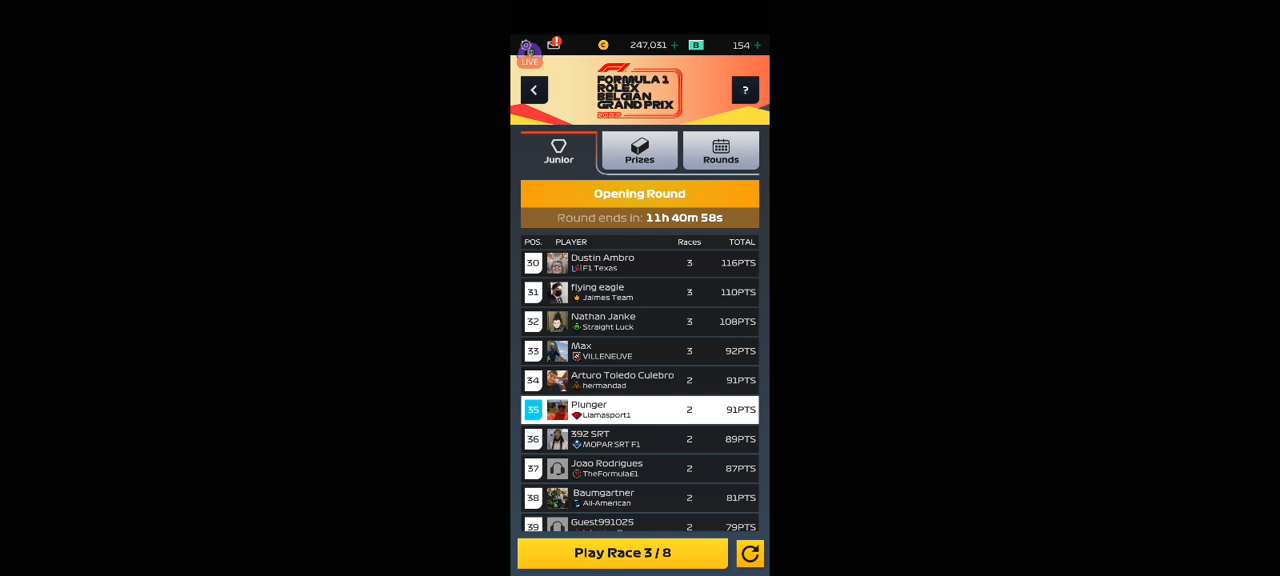 247,031 +
B
154 +
LIVE
FORMULA 1
ROLEX
BELGIAN
GRAND PRIX
2022
?
Junior
Prizes
Rounds
Opening Round
Round ends in: 11h 40m 58s
POS. PLAYER Races TOTAL
30 Dustin Ambro 3 116PTS
F1 Texas
31 flying eagle 3 110PTS
Jaimes Team
32 Nathan Janke 3 108PTS
Straight Luck
33 Max 3 92PTS
VILLENEUVE
34 Arturo Toledo Culebro 2 91PTS
hermandad
35 Plunger 2 91PTS
Llamasport1
36 392 SRT 2 89PTS
MOPAR SRT F1
37 Joao Rodrigues 2 87PTS
TheFormula£1
38 Baumgartner 2 81PTS
All-American
39 Guest991025 2 79PTS
Play Race 3 / 8